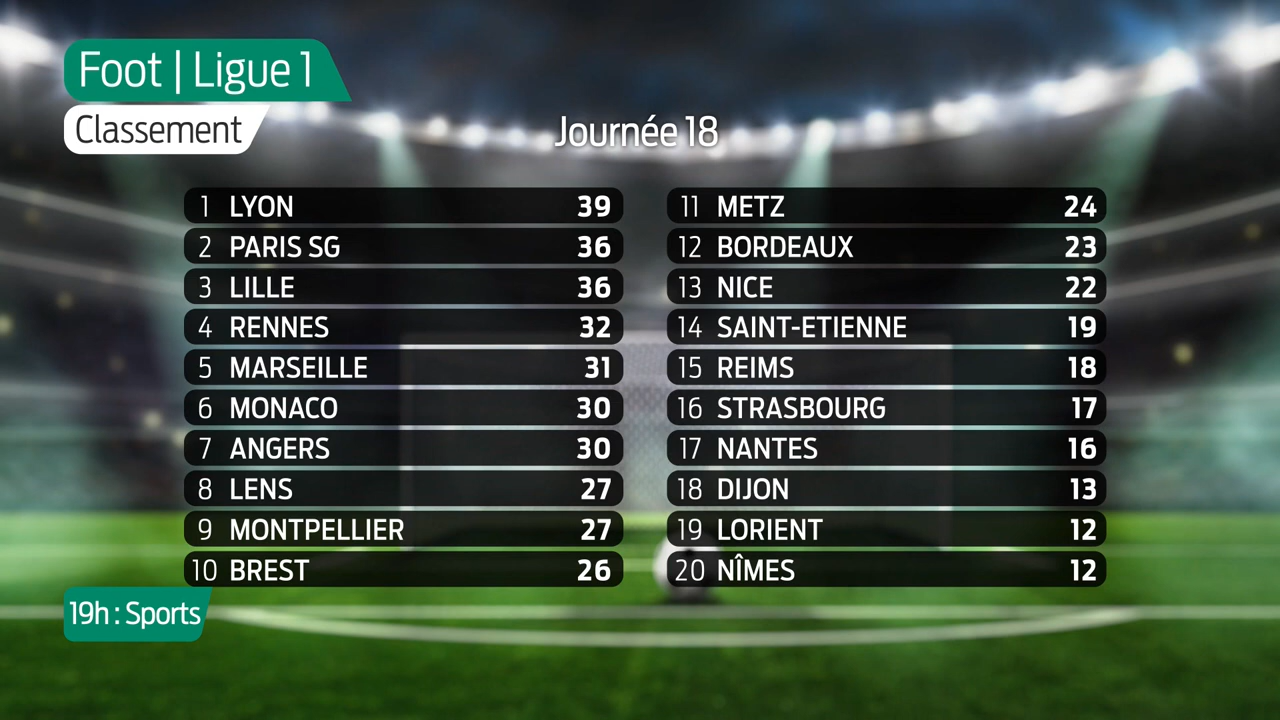 Foot | Ligue 1
Classement
Journée 18
1 LYON 39
2 PARIS SG 36
3 LILLE 36
4 RENNES 32
5 MARSEILLE 31
6 MONACO 30
7 ANGERS 30
8 LENS 27
9 MONTPELLIER 27
10 BREST 26
11 METZ 24
12 BORDEAUX 23
13 NICE 22
14 SAINT-ETIENNE 19
15 REIMS 18
16 STRASBOURG 17
17 NANTES 16
18 DIJON 13
19 LORIENT 12
20 NÎMES 12
19h : Sports